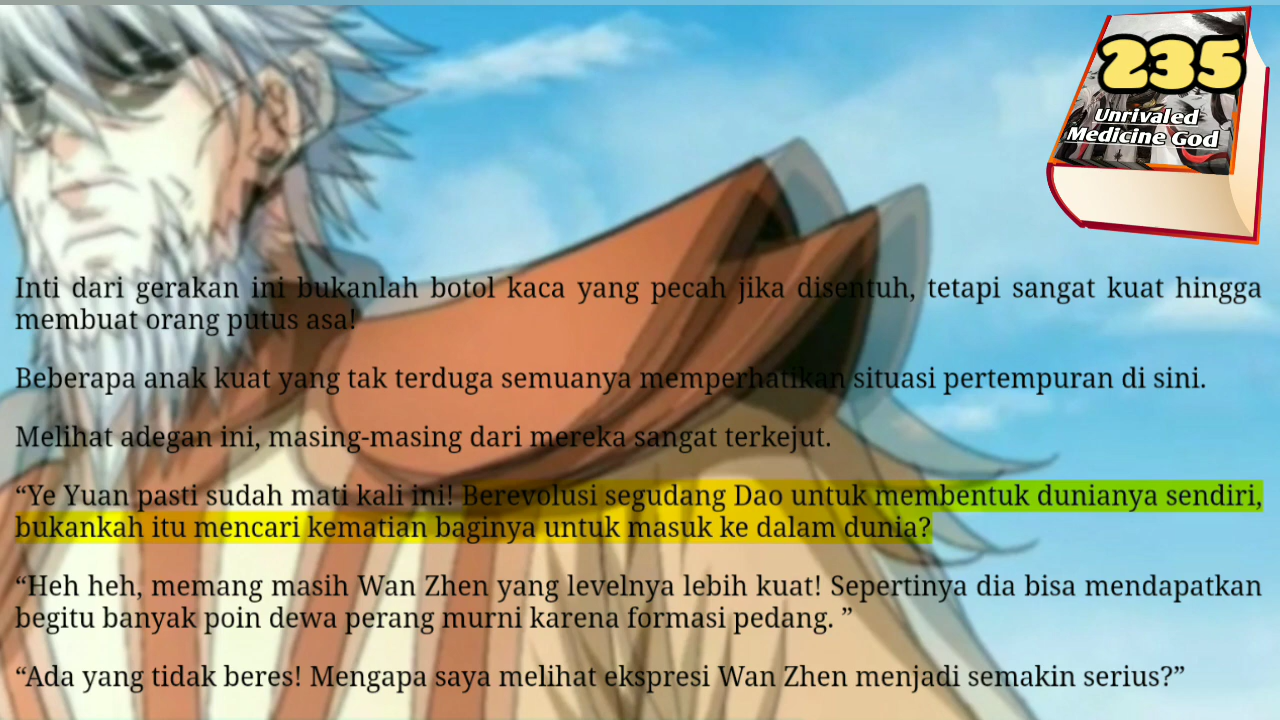 235
Unrivaled
Medicine God
Inti dari gerakan ini bukanlah botol kaca yang pecah jika disentuh, tetapi sangat kuat hingga
membuat orang putus asa!
Beberapa anak kuat yang tak terduga semuanya memperhatikan situasi pertempuran di sini.
Melihat adegan ini, masing-masing dari mereka sangat terkejut.
“Ye Yuan pasti sudah mati kali ini! Berevolusi segudang Dao untuk membentuk dunianya sendiri,
bukankah itu mencari kematian baginya untuk masuk ke dalam dunia?
“Heh heh, memang masih Wan Zhen yang levelnya lebih kuat! Sepertinya dia bisa mendapatkan
begitu banyak poin dewa perang murni karena formasi pedang. ”
“Ada yang tidak beres! Mengapa saya melihat ekspresi Wan Zhen menjadi semakin serius?”